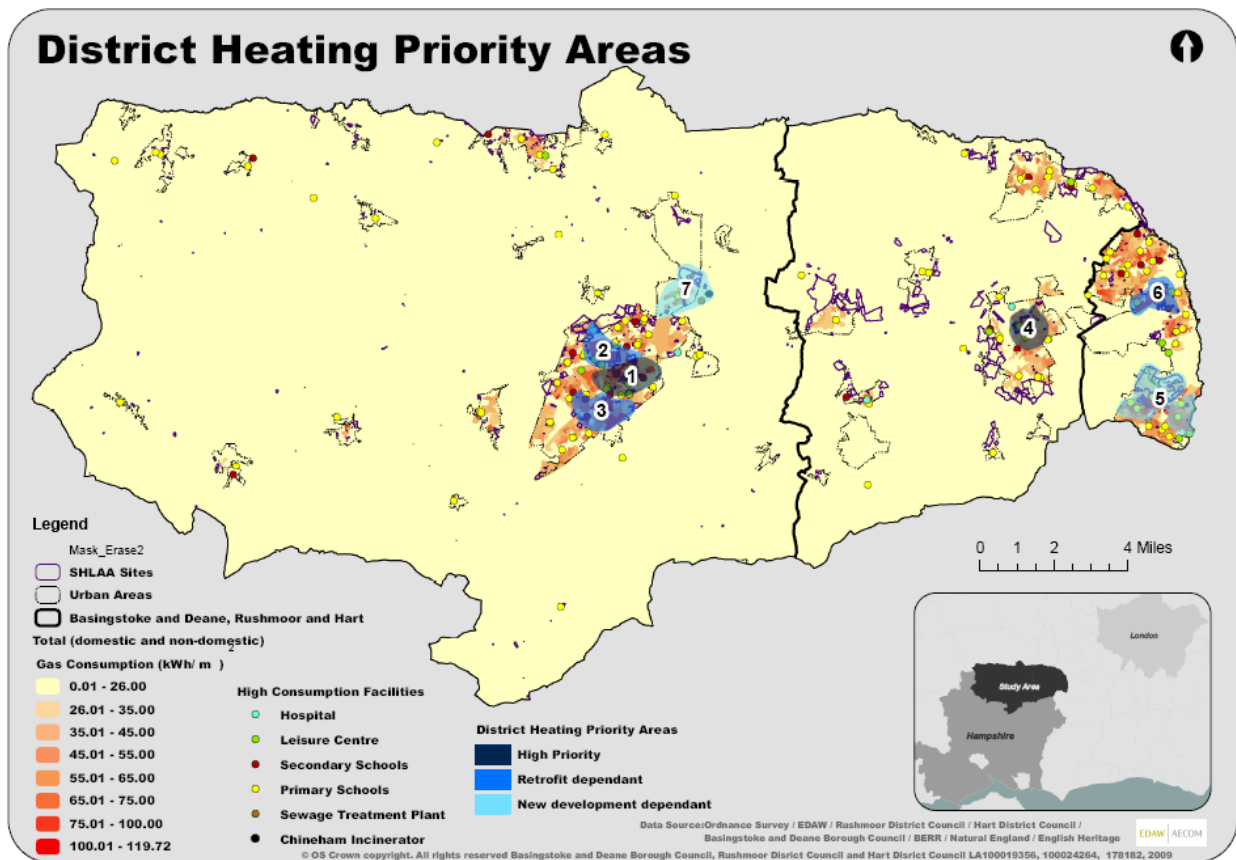 District Heating Priority Areas
7
6
4
2
1
3
5
0 1 2 4 Miles
Legend
Mask_Erase2
SHLAA Sites
Urban Areas
Basingstoke and Deane, Rushmoor and Hart
Total (domestic and non-domestic)
Gas Consumption (kWh/ m2)
0.01 - 26.00
26.01 - 35.00
35.01 - 45.00
45.01 - 55.00
55.01 - 65.00
65.01 - 75.00
75.01 - 100.00
100.01 - 119.72
High Consumption Facilities
Hospital
Leisure Centre
Secondary Schools
Primary Schools
Sewage Treatment Plant
Chineham Incinerator
District Heating Priority Areas
High Priority
Retrofit dependant
New development dependant
London
Study Area
Hampshire
Data Source:Ordnance Survey / EDAW / Rushmoor District Council / Hart District Council /
Basingstoke and Deane Borough Council / BERR / Natural England / English Heritage
EDAW AECOM
© OS Crown copyright. All rights reserved Basingstoke and Deane Borough Council, Rushmoor District Council and Hart District Council LA100019356, 100024264, 178182, 2009